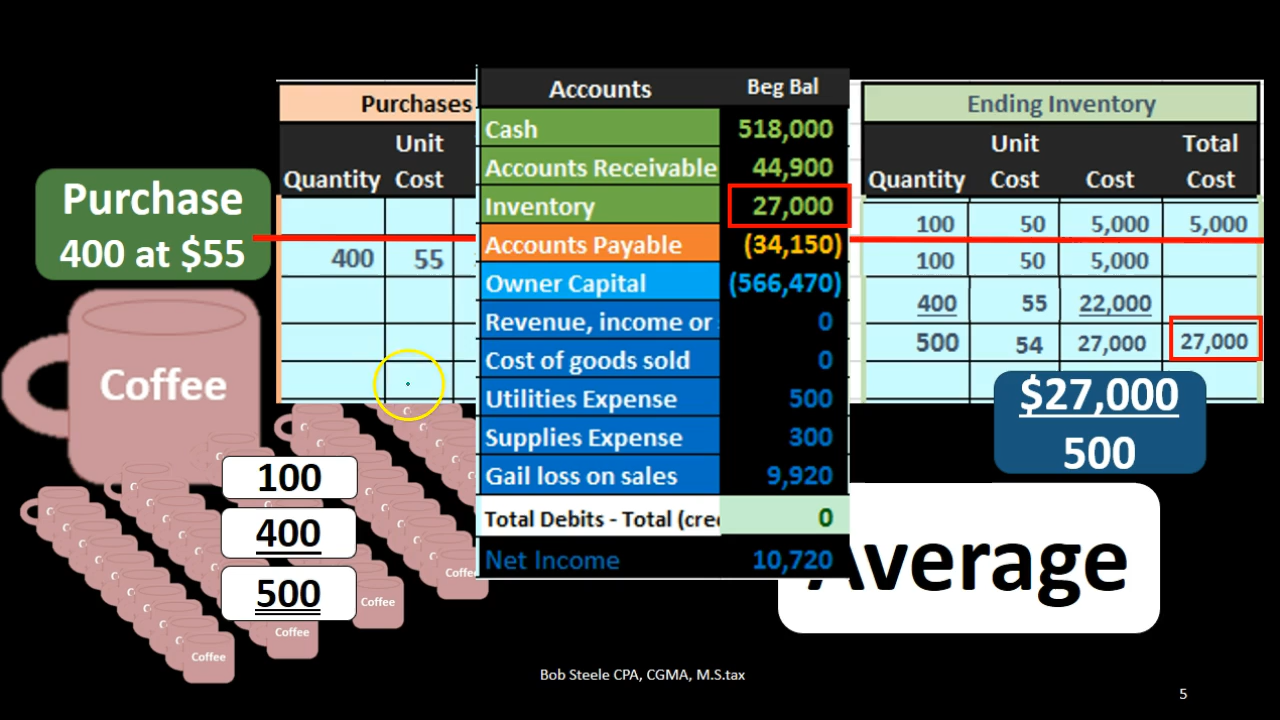 Purchase
400 at $55
Coffee
Purchases
Quantity Unit Cost
400 55
100
400
500
Coffee
Coffee
Coffee
Coffee
Accounts Beg Bal
Cash 518,000
Accounts Receivable 44,900
Inventory 27,000
Accounts Payable (34,150)
Owner Capital (566,470)
Revenue, income or 0
Cost of goods sold 0
Utilities Expense 500
Supplies Expense 300
Gail loss on sales 9,920
Total Debits - Total (cre 0
Net Income 10,720
Ending Inventory
Quantity Unit Cost Cost Total Cost
100 50 5,000 5,000
100 50 5,000
400 55 22,000
500 54 27,000 27,000
$27,000
500
Average
Bob Steele CPA, CGMA, M.S.tax
5